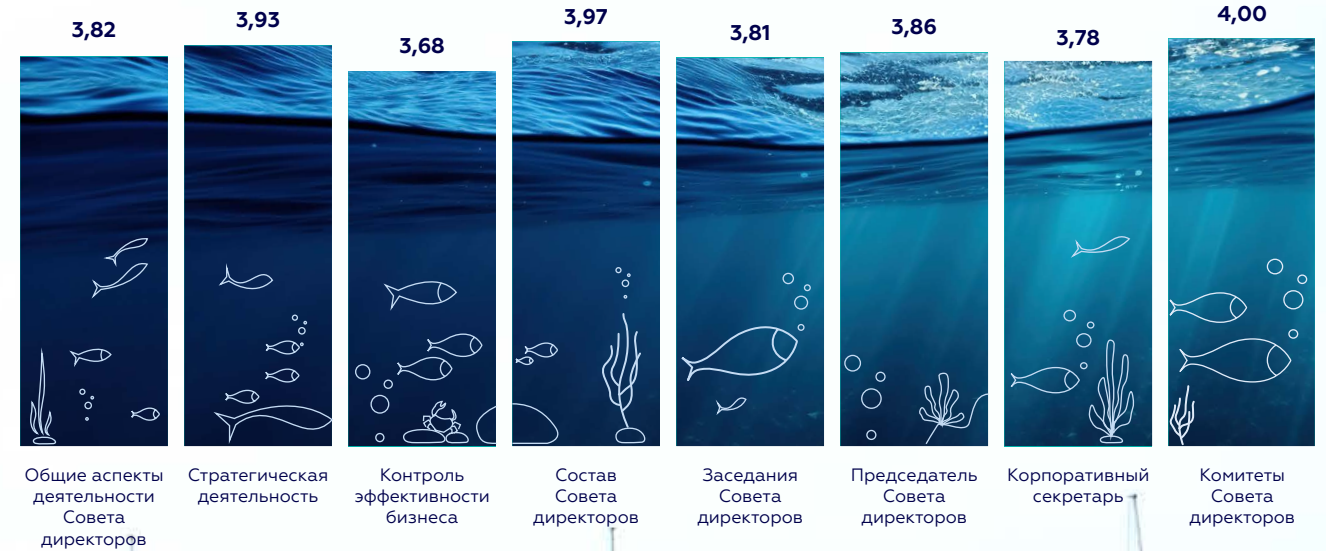 3,82
3,93
3,68
3,97
3,81
3,86
3,78
4,00
Общие аспекты
деятельности
Совета
директоров
Стратегическая
деятельность
Контроль
эффективности
бизнеса
Состав
Совета
директоров
Заседания
Совета
директоров
Председатель
Совета
директоров
Корпоративный
секретарь
Комитеты
Совета
директоров